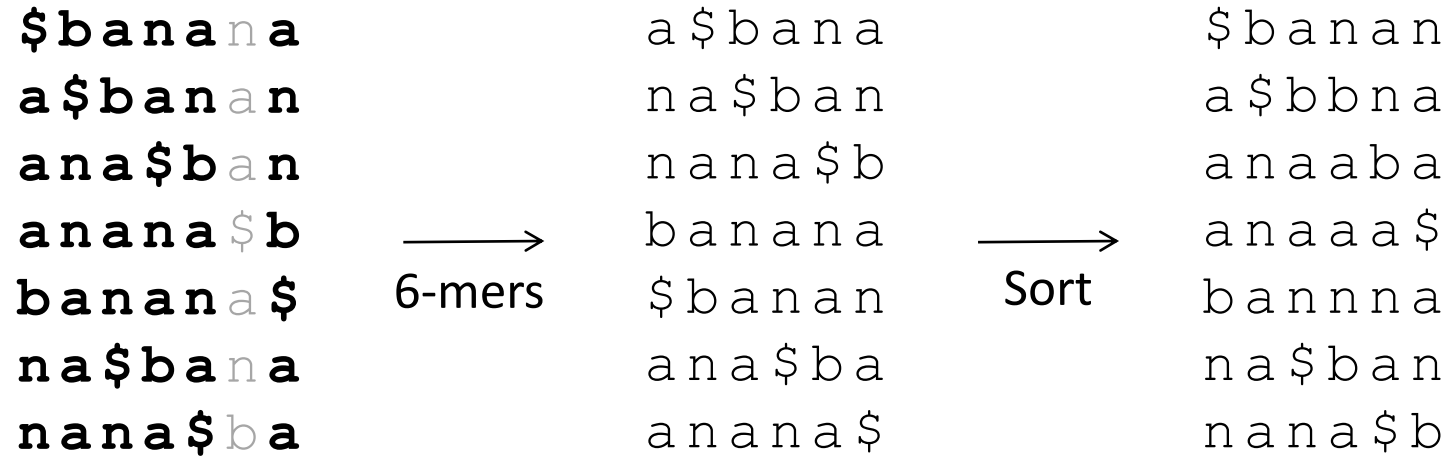 $banana a$bana $banan
a$banan na$ban a$bbna
ana$ban nana$b anaaba
anana$b banana anaaa$
banana$ 6-mers $banan Sort bannna
na$bana ana$ba na$ban
nana$ba anana$ nana$b